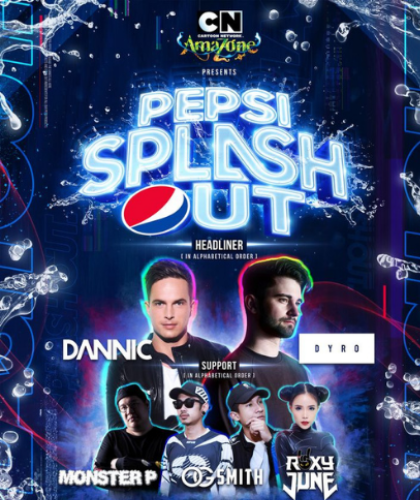 CN
CARTOON NETWORK
AMAZONE
PRESENTS
PEPSI
SPLASH
OUT
HEADLINER
[ IN ALPHABETICAL ORDER ]
DANNIC
DYRO
SUPPORT
[ IN ALPHABETICAL ORDER ]
MONSTER P
OG SMITH
ROXY
JUNE